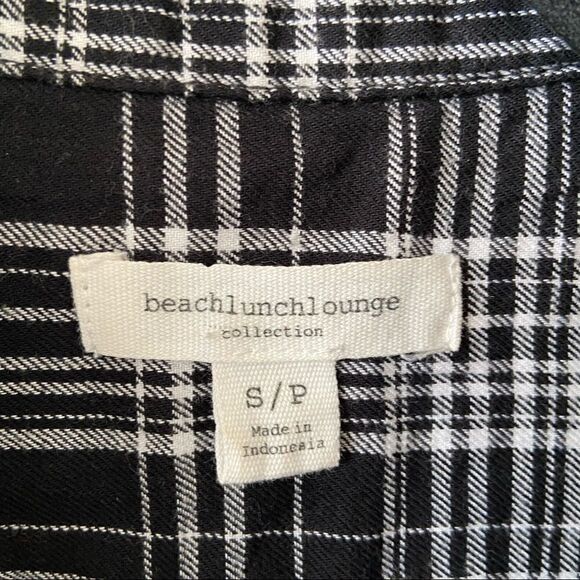 beachlunchlounge
collection
S/P
Made in
Indonesia